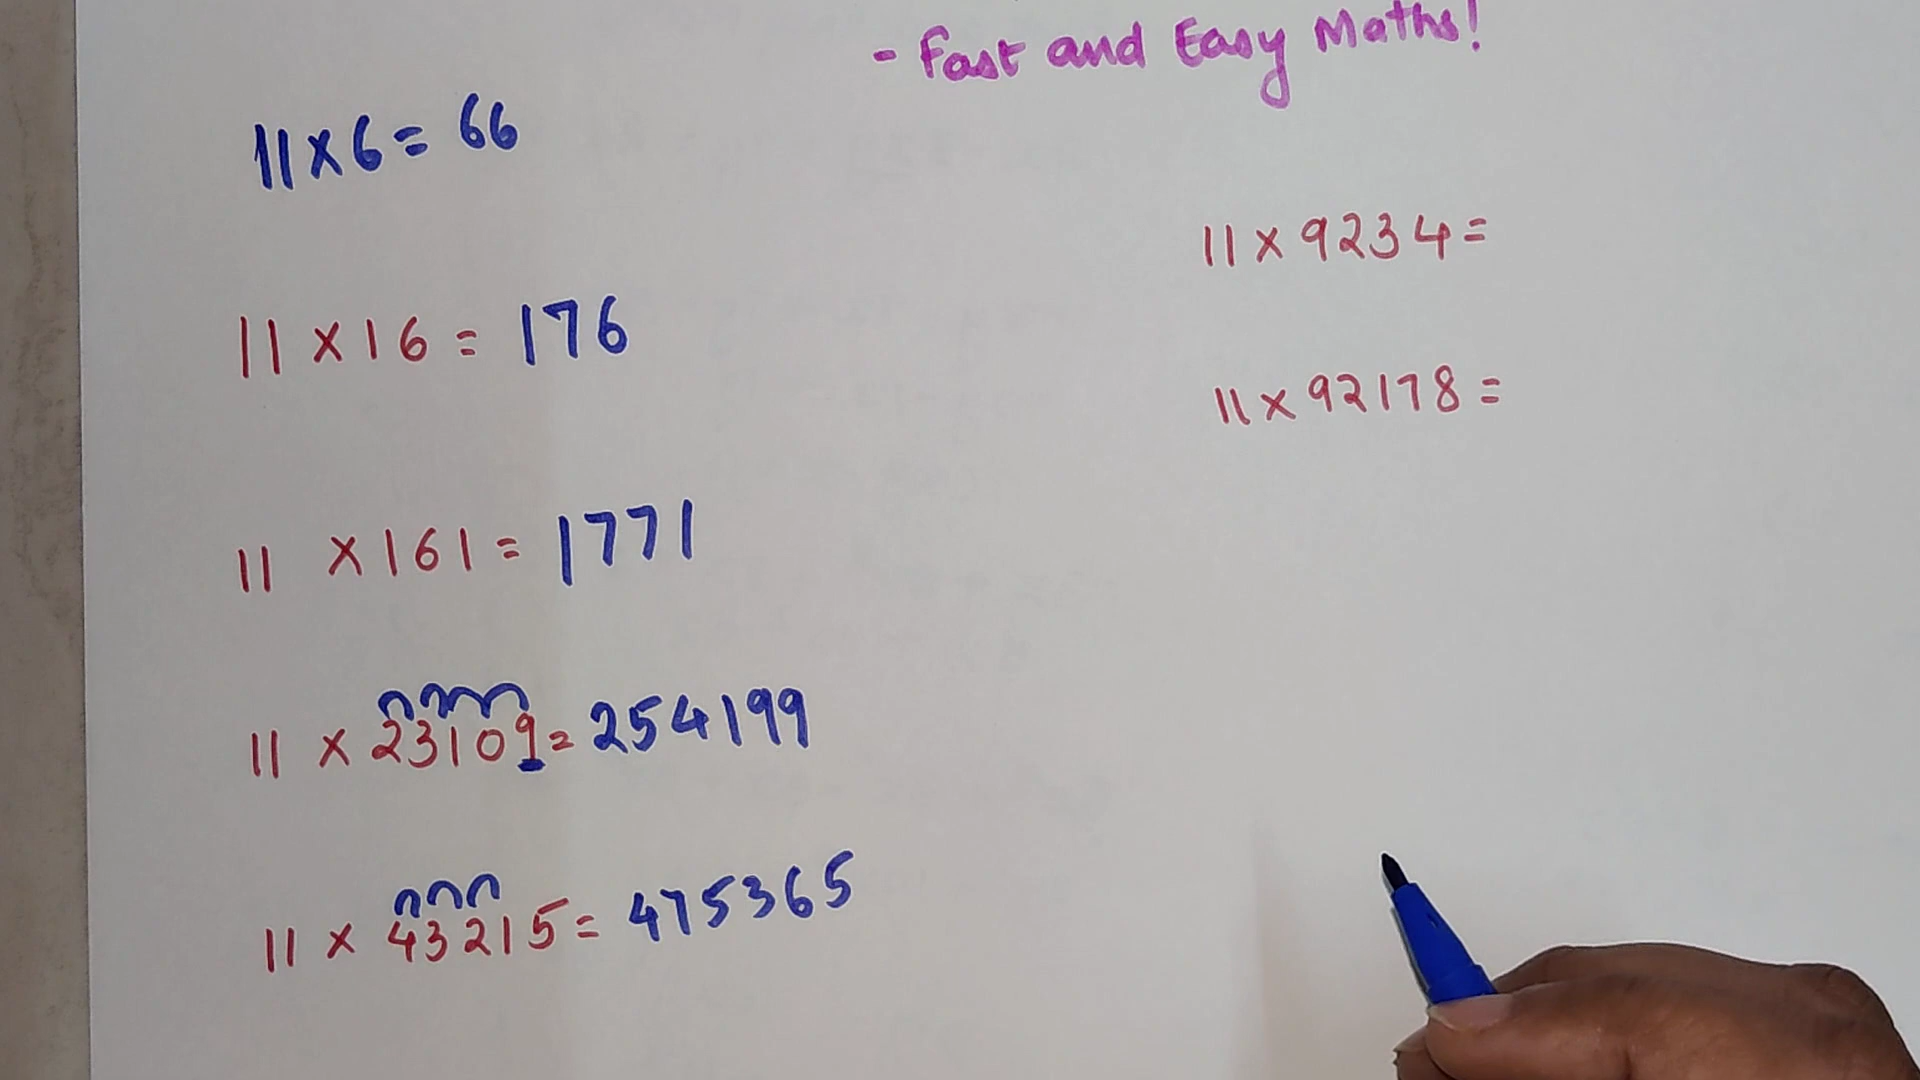 - Fast and Easy Maths!
11 x 6 = 66
11 x 16 = 176
11 x 161 = 1771
11 x 23109 = 254199
11 x 43215 = 475365
11 x 9234 =
11 x 92178 =